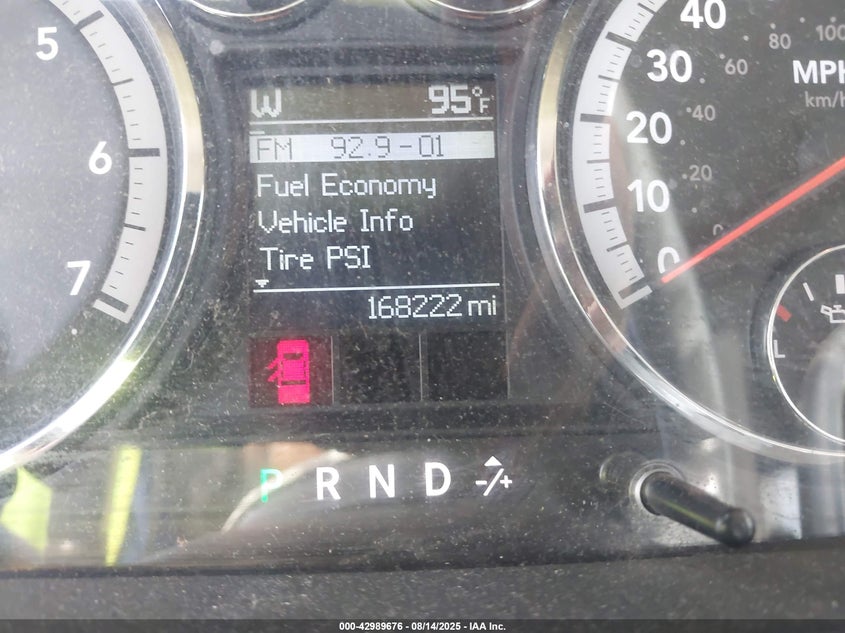 5
6
7
W 95°F
FM 92.9-01
Fuel Economy
Vehicle Info
Tire PSI
168222 mi
P R N D -/+
40
30
20
10
0
100
80
60
40
20
0
MPH
km/h
L
000-42989676 - 08/14/2025 - IAA Inc.